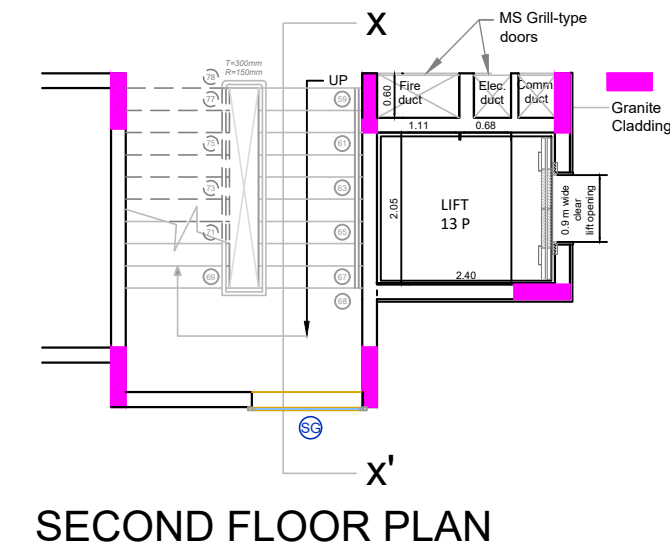 X
MS Grill-type
doors
T=300mm
R=150mm
UP
78
77
75
73
71
69
59
61
63
65
67
68
0.60
Fire
duct
Elec.
duct
Comm
duct
1.11
0.68
Granite
Cladding
2.05
LIFT
13 P
0.9 m wide
clear
lift opening
2.40
SG
X'
SECOND FLOOR PLAN